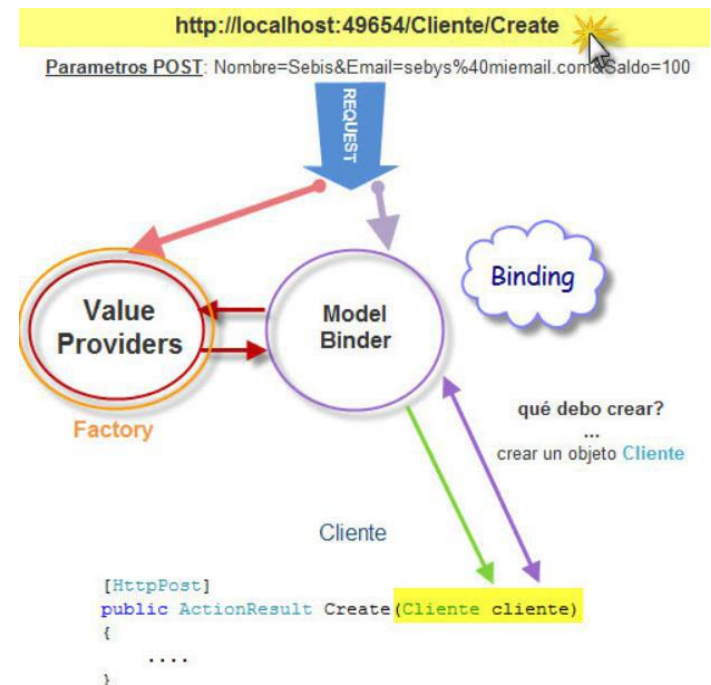 http://localhost:49654/Cliente/Create
Parametros POST: Nombre=Sebis&Email=sebys%40miemail.com&Saldo=100
REQUEST
Binding
Value
Providers
Model
Binder
Factory
qué debo crear?
...
crear un objeto Cliente
Cliente
[HttpPost]
public ActionResult Create(Cliente cliente)
{
....
}